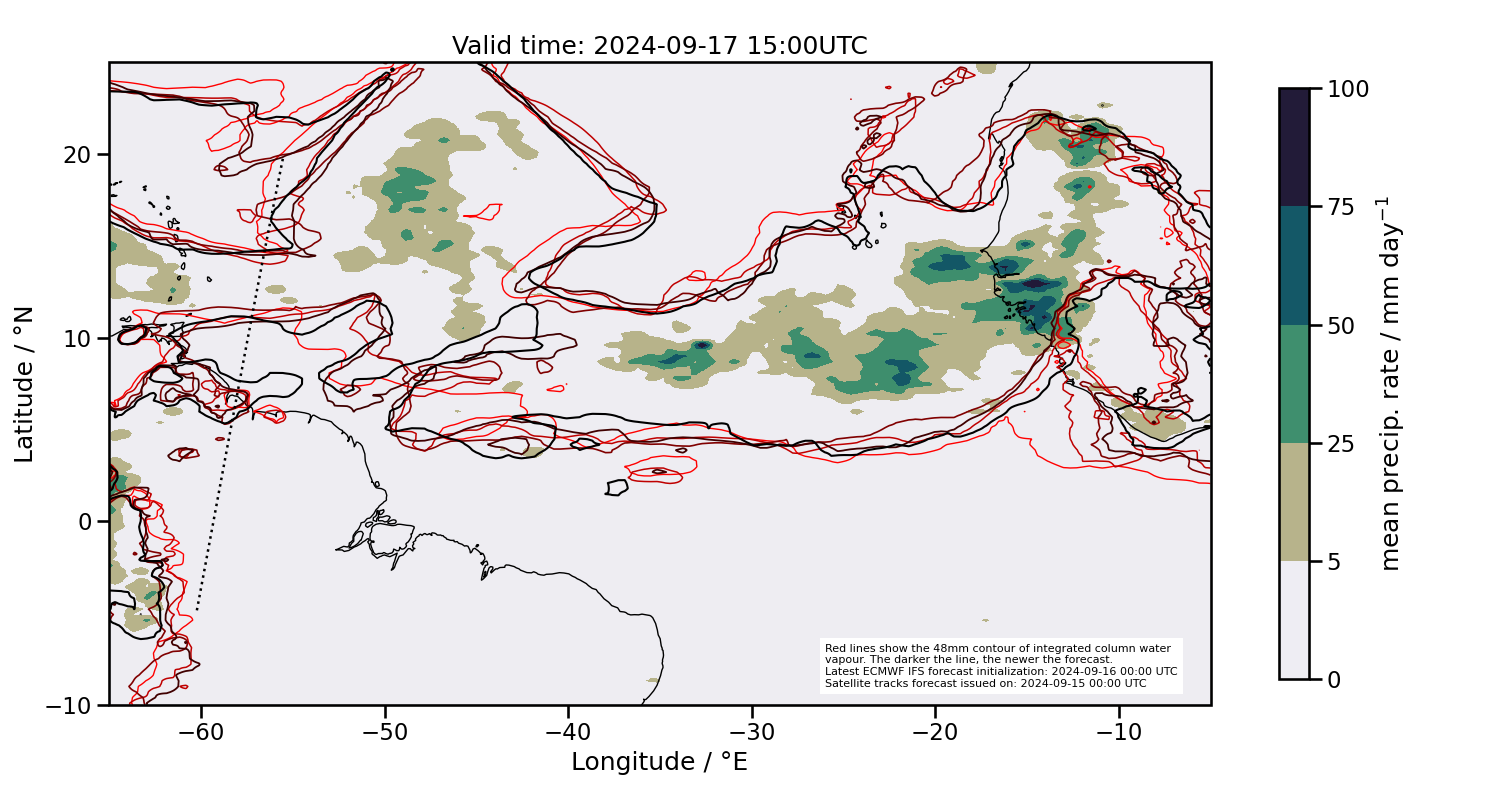 Valid time: 2024-09-17 15:00UTC
20
10
0
−10
Latitude / °N
−60
−50
−40
−30
−20
−10
Longitude / °E
Red lines show the 48mm contour of integrated column water
vapour. The darker the line, the newer the forecast.
Latest ECMWF IFS forecast initialization: 2024-09-16 00:00 UTC
Satellite tracks forecast issued on: 2024-09-15 00:00 UTC
100
75
50
25
5
0
mean precip. rate / mm day⁻¹